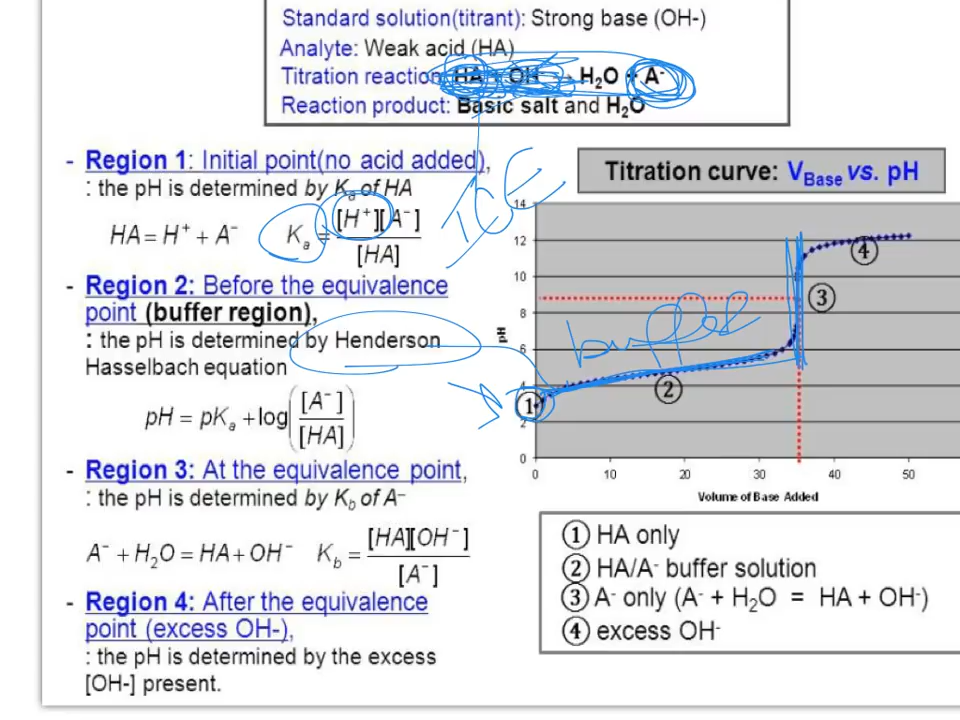 Standard solution(titrant): Strong base (OH-)
Analyte: Weak acid (HA)
Titration reaction: HA + OH⁻ → H₂O + A⁻
Reaction product: Basic salt and H₂O
- Region 1: Initial point(no acid added),
: the pH is determined by Kₐ of HA
HA = H⁺ + A⁻ Kₐ = [H⁺][A⁻] / [HA]
ICE
- Region 2: Before the equivalence
point (buffer region),
: the pH is determined by Henderson
Hasselbach equation
pH = pKₐ + log([A⁻] / [HA])
- Region 3: At the equivalence point,
: the pH is determined by K_b of A⁻
A⁻ + H₂O = HA + OH⁻ K_b = [HA][OH⁻] / [A⁻]
- Region 4: After the equivalence
point (excess OH-),
: the pH is determined by the excess
[OH-] present.
Titration curve: V_Base vs. pH
14
12
10
8
6
4
2
0
pH
buffer
①
②
③
④
0 10 20 30 40 50
Volume of Base Added
① HA only
② HA/A⁻ buffer solution
③ A⁻ only (A⁻ + H₂O = HA + OH⁻)
④ excess OH⁻